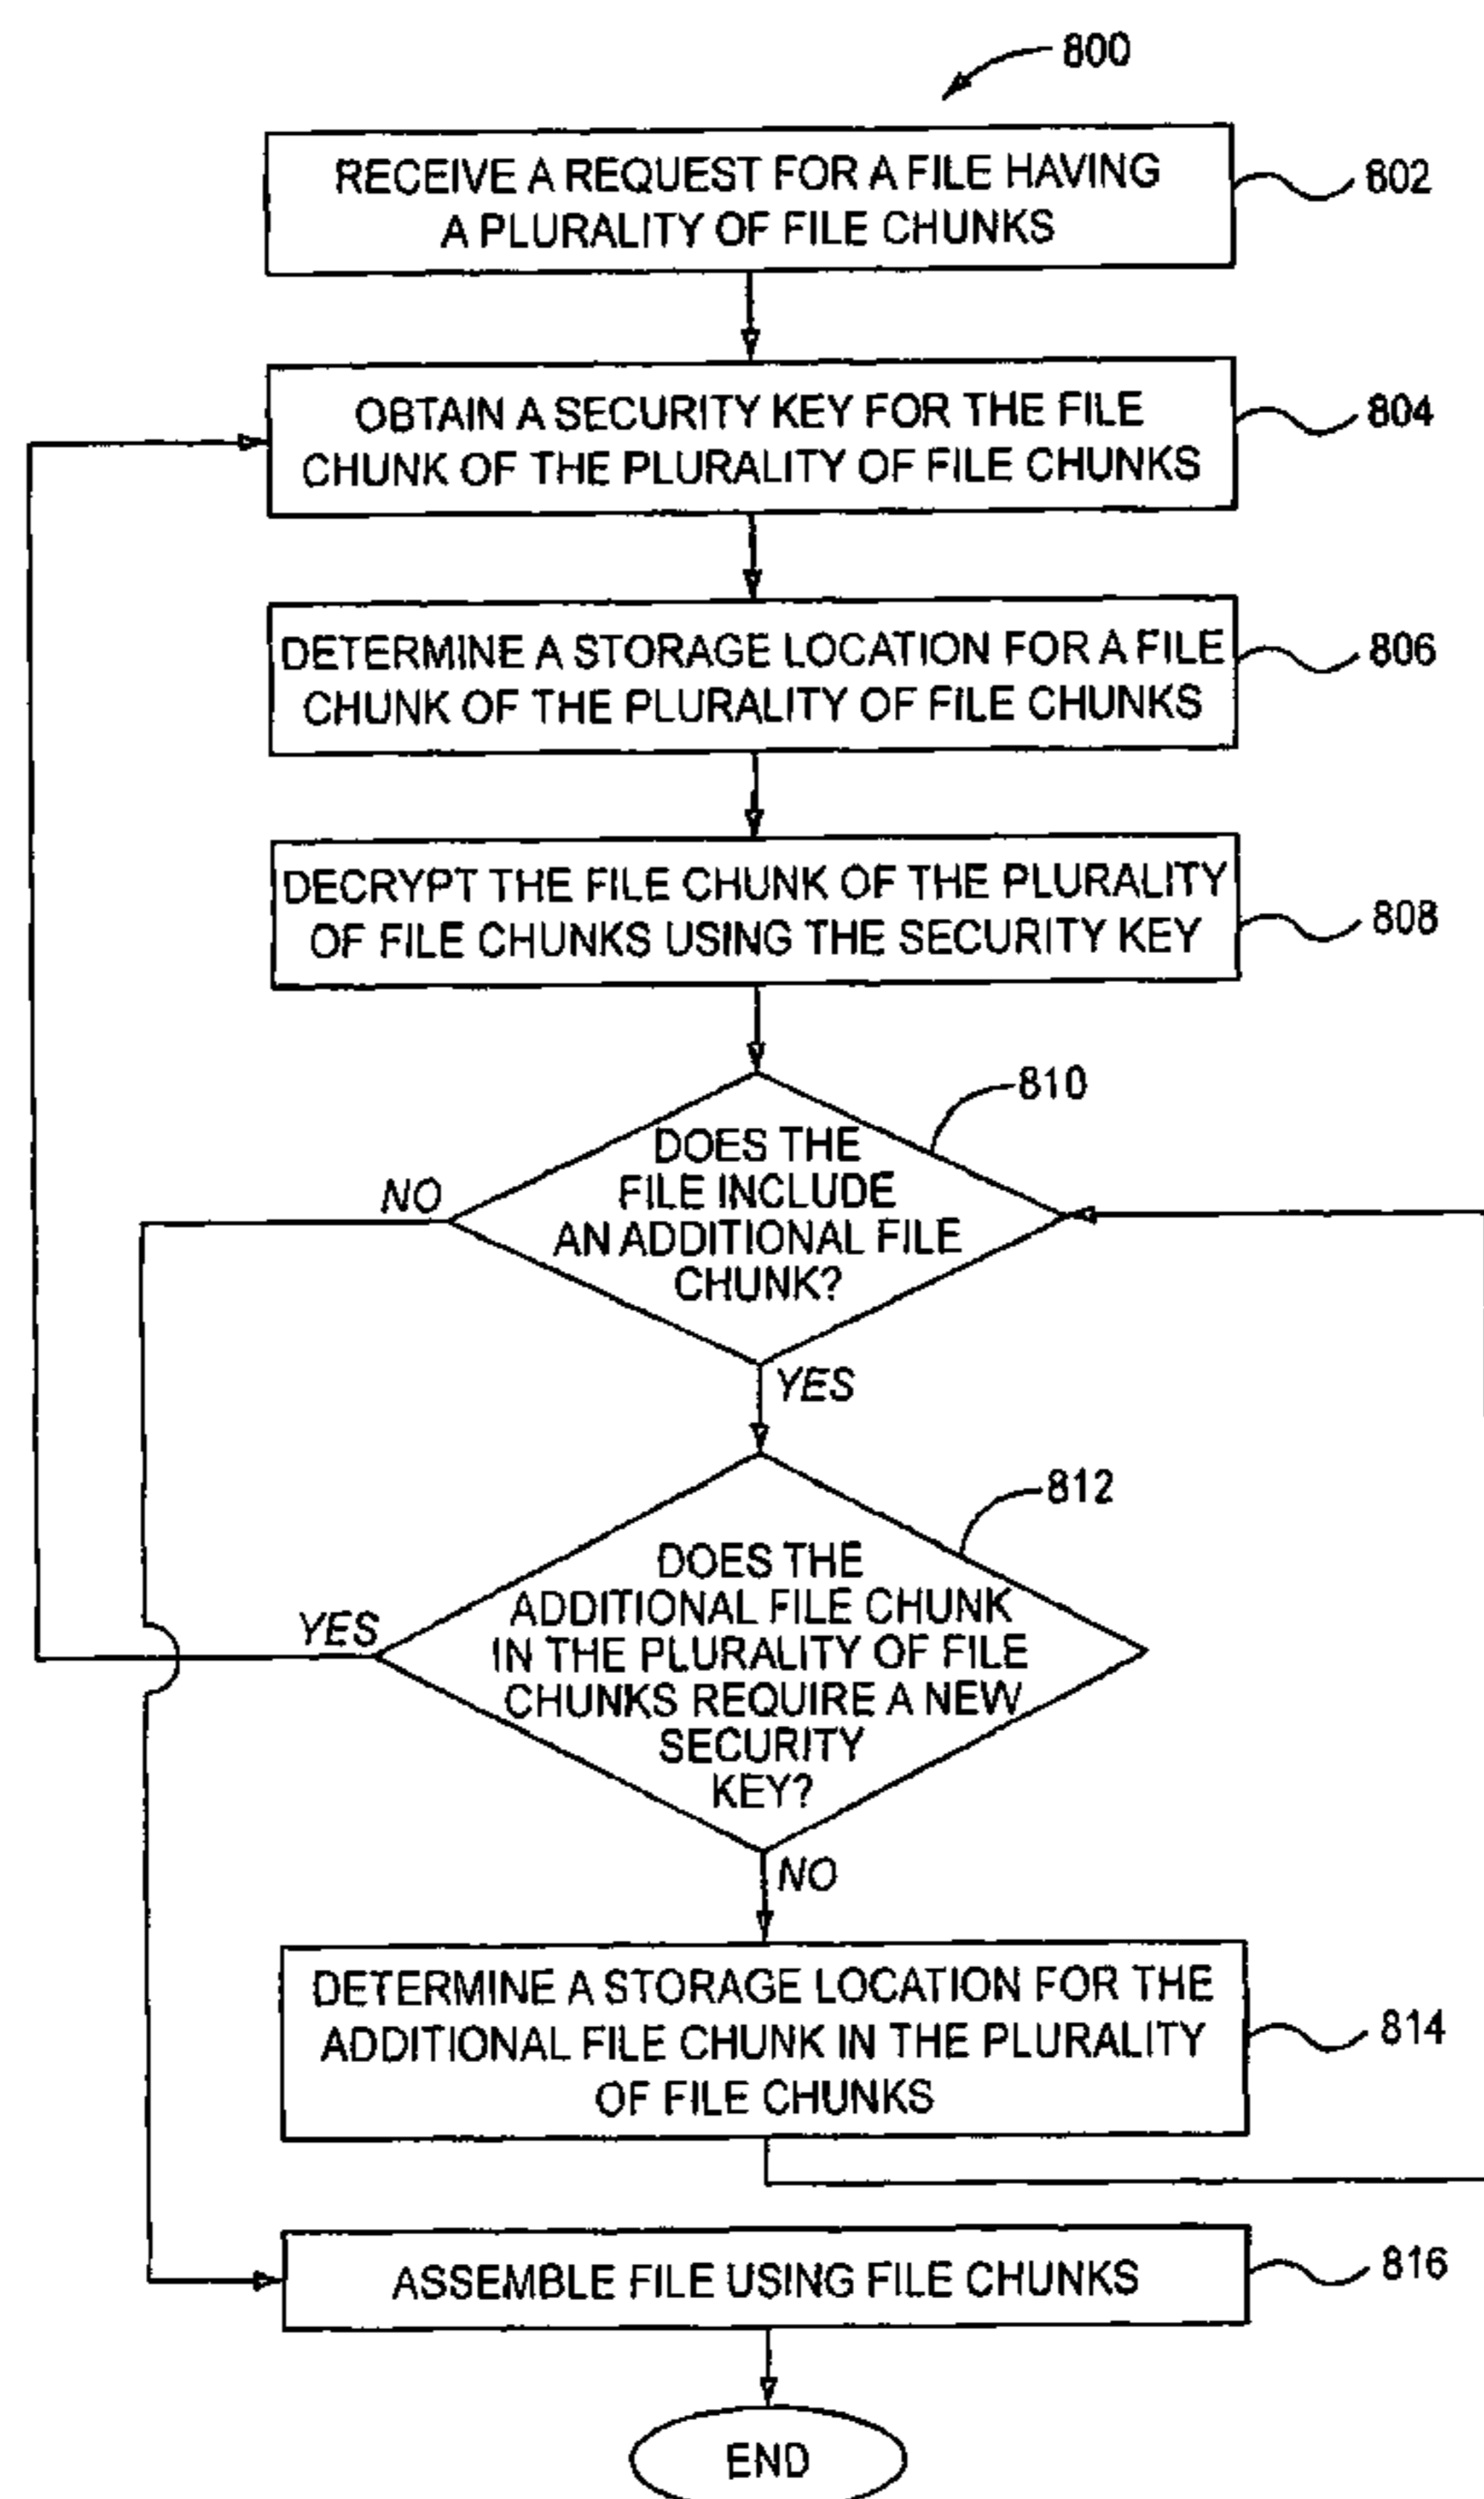 800
RECEIVE A REQUEST FOR A FILE HAVING
A PLURALITY OF FILE CHUNKS
802
OBTAIN A SECURITY KEY FOR THE FILE
CHUNK OF THE PLURALITY OF FILE CHUNKS
804
DETERMINE A STORAGE LOCATION FOR A FILE
CHUNK OF THE PLURALITY OF FILE CHUNKS
806
DECRYPT THE FILE CHUNK OF THE PLURALITY
OF FILE CHUNKS USING THE SECURITY KEY
808
810
DOES THE
FILE INCLUDE
AN ADDITIONAL FILE
CHUNK?
NO
YES
812
DOES THE
ADDITIONAL FILE CHUNK
IN THE PLURALITY OF FILE
CHUNKS REQUIRE A NEW
SECURITY
KEY?
YES
NO
DETERMINE A STORAGE LOCATION FOR THE
ADDITIONAL FILE CHUNK IN THE PLURALITY
OF FILE CHUNKS
814
ASSEMBLE FILE USING FILE CHUNKS
816
END